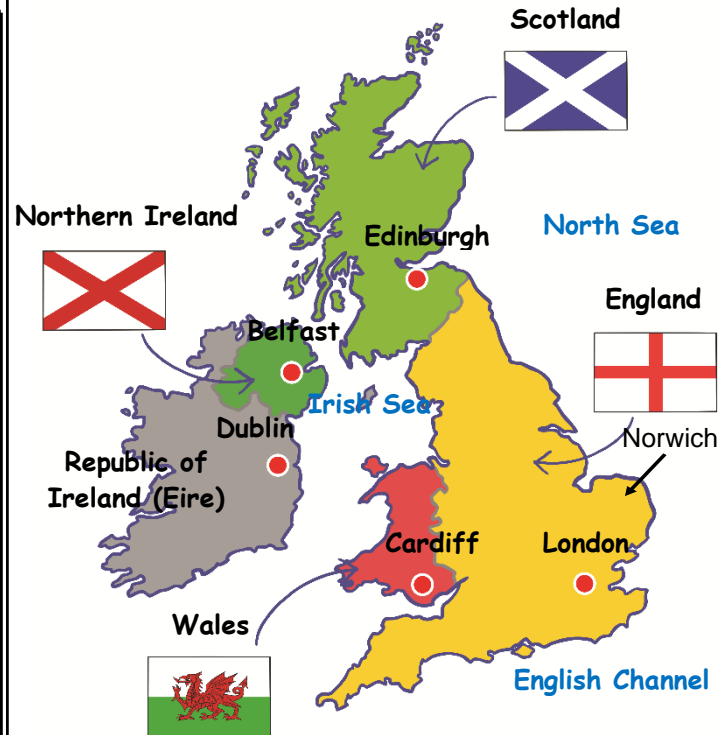 Scotland
Northern Ireland
North Sea
Edinburgh
England
Belfast
Irish Sea
Dublin
Norwich
Republic of
Ireland (Eire)
Cardiff
London
Wales
English Channel